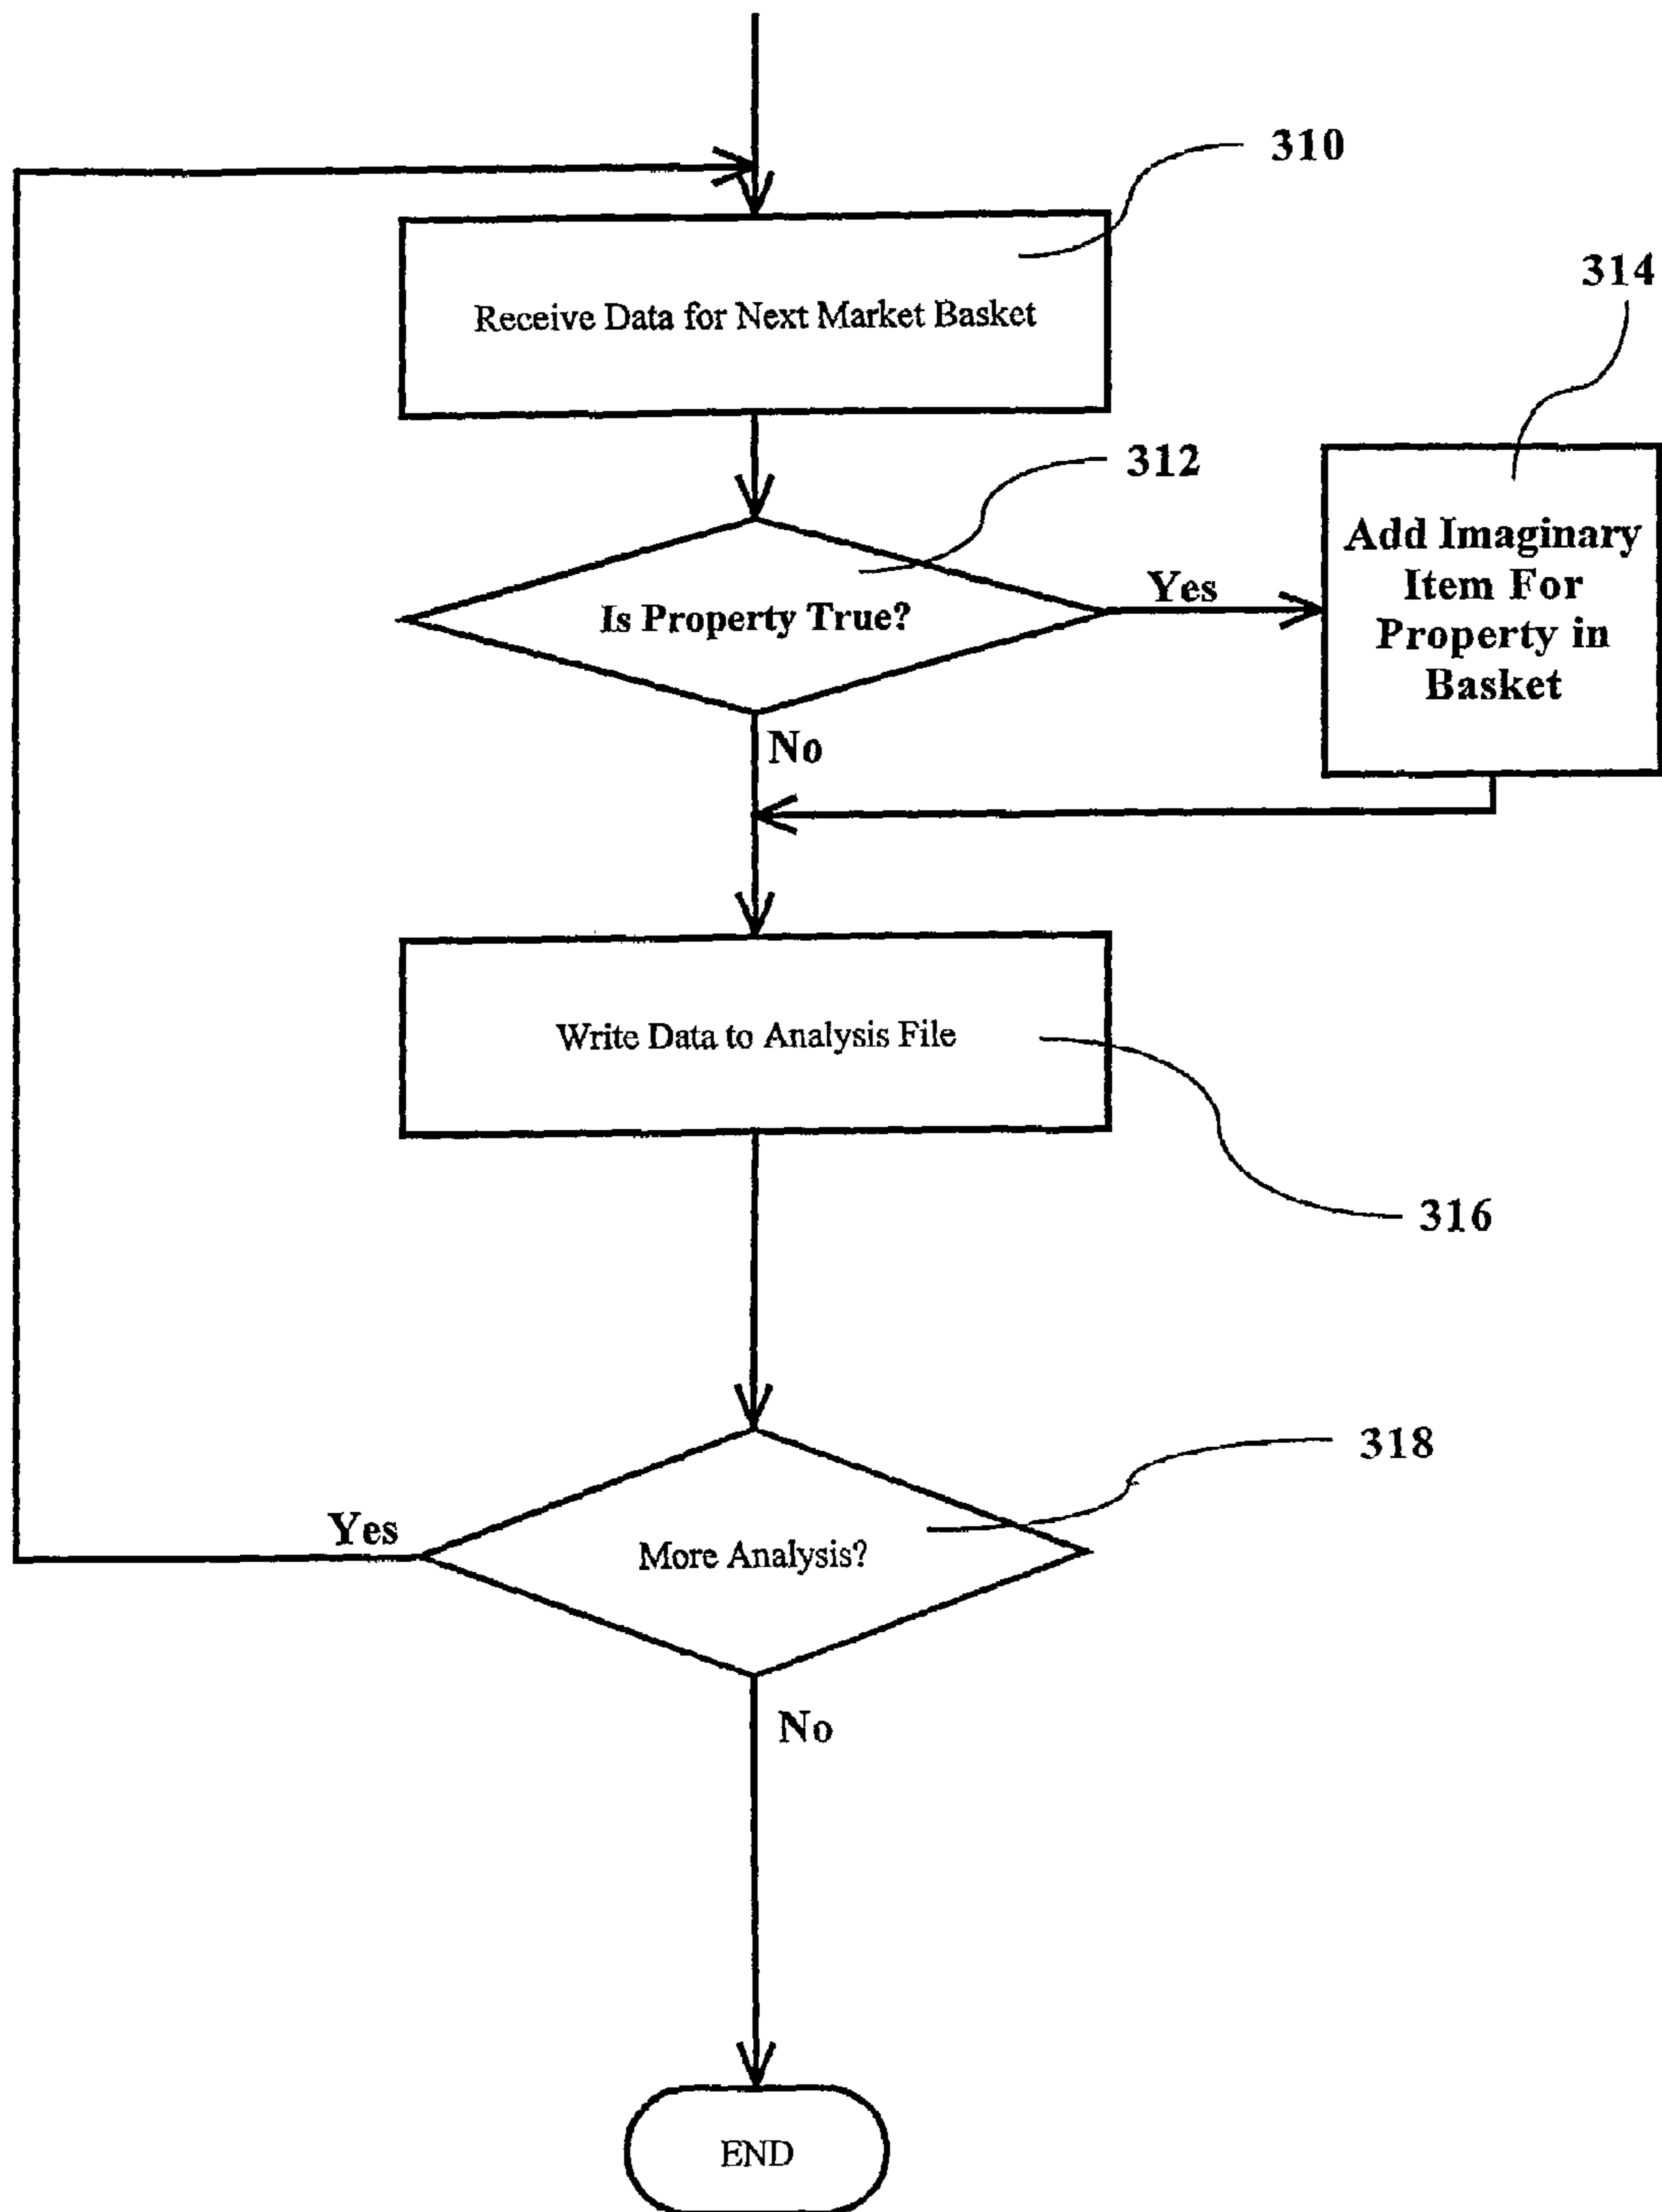 310
Receive Data for Next Market Basket
314
312
Is Property True?
Yes
Add Imaginary
Item For
Property in
Basket
No
Write Data to Analysis File
316
318
Yes
More Analysis?
No
END